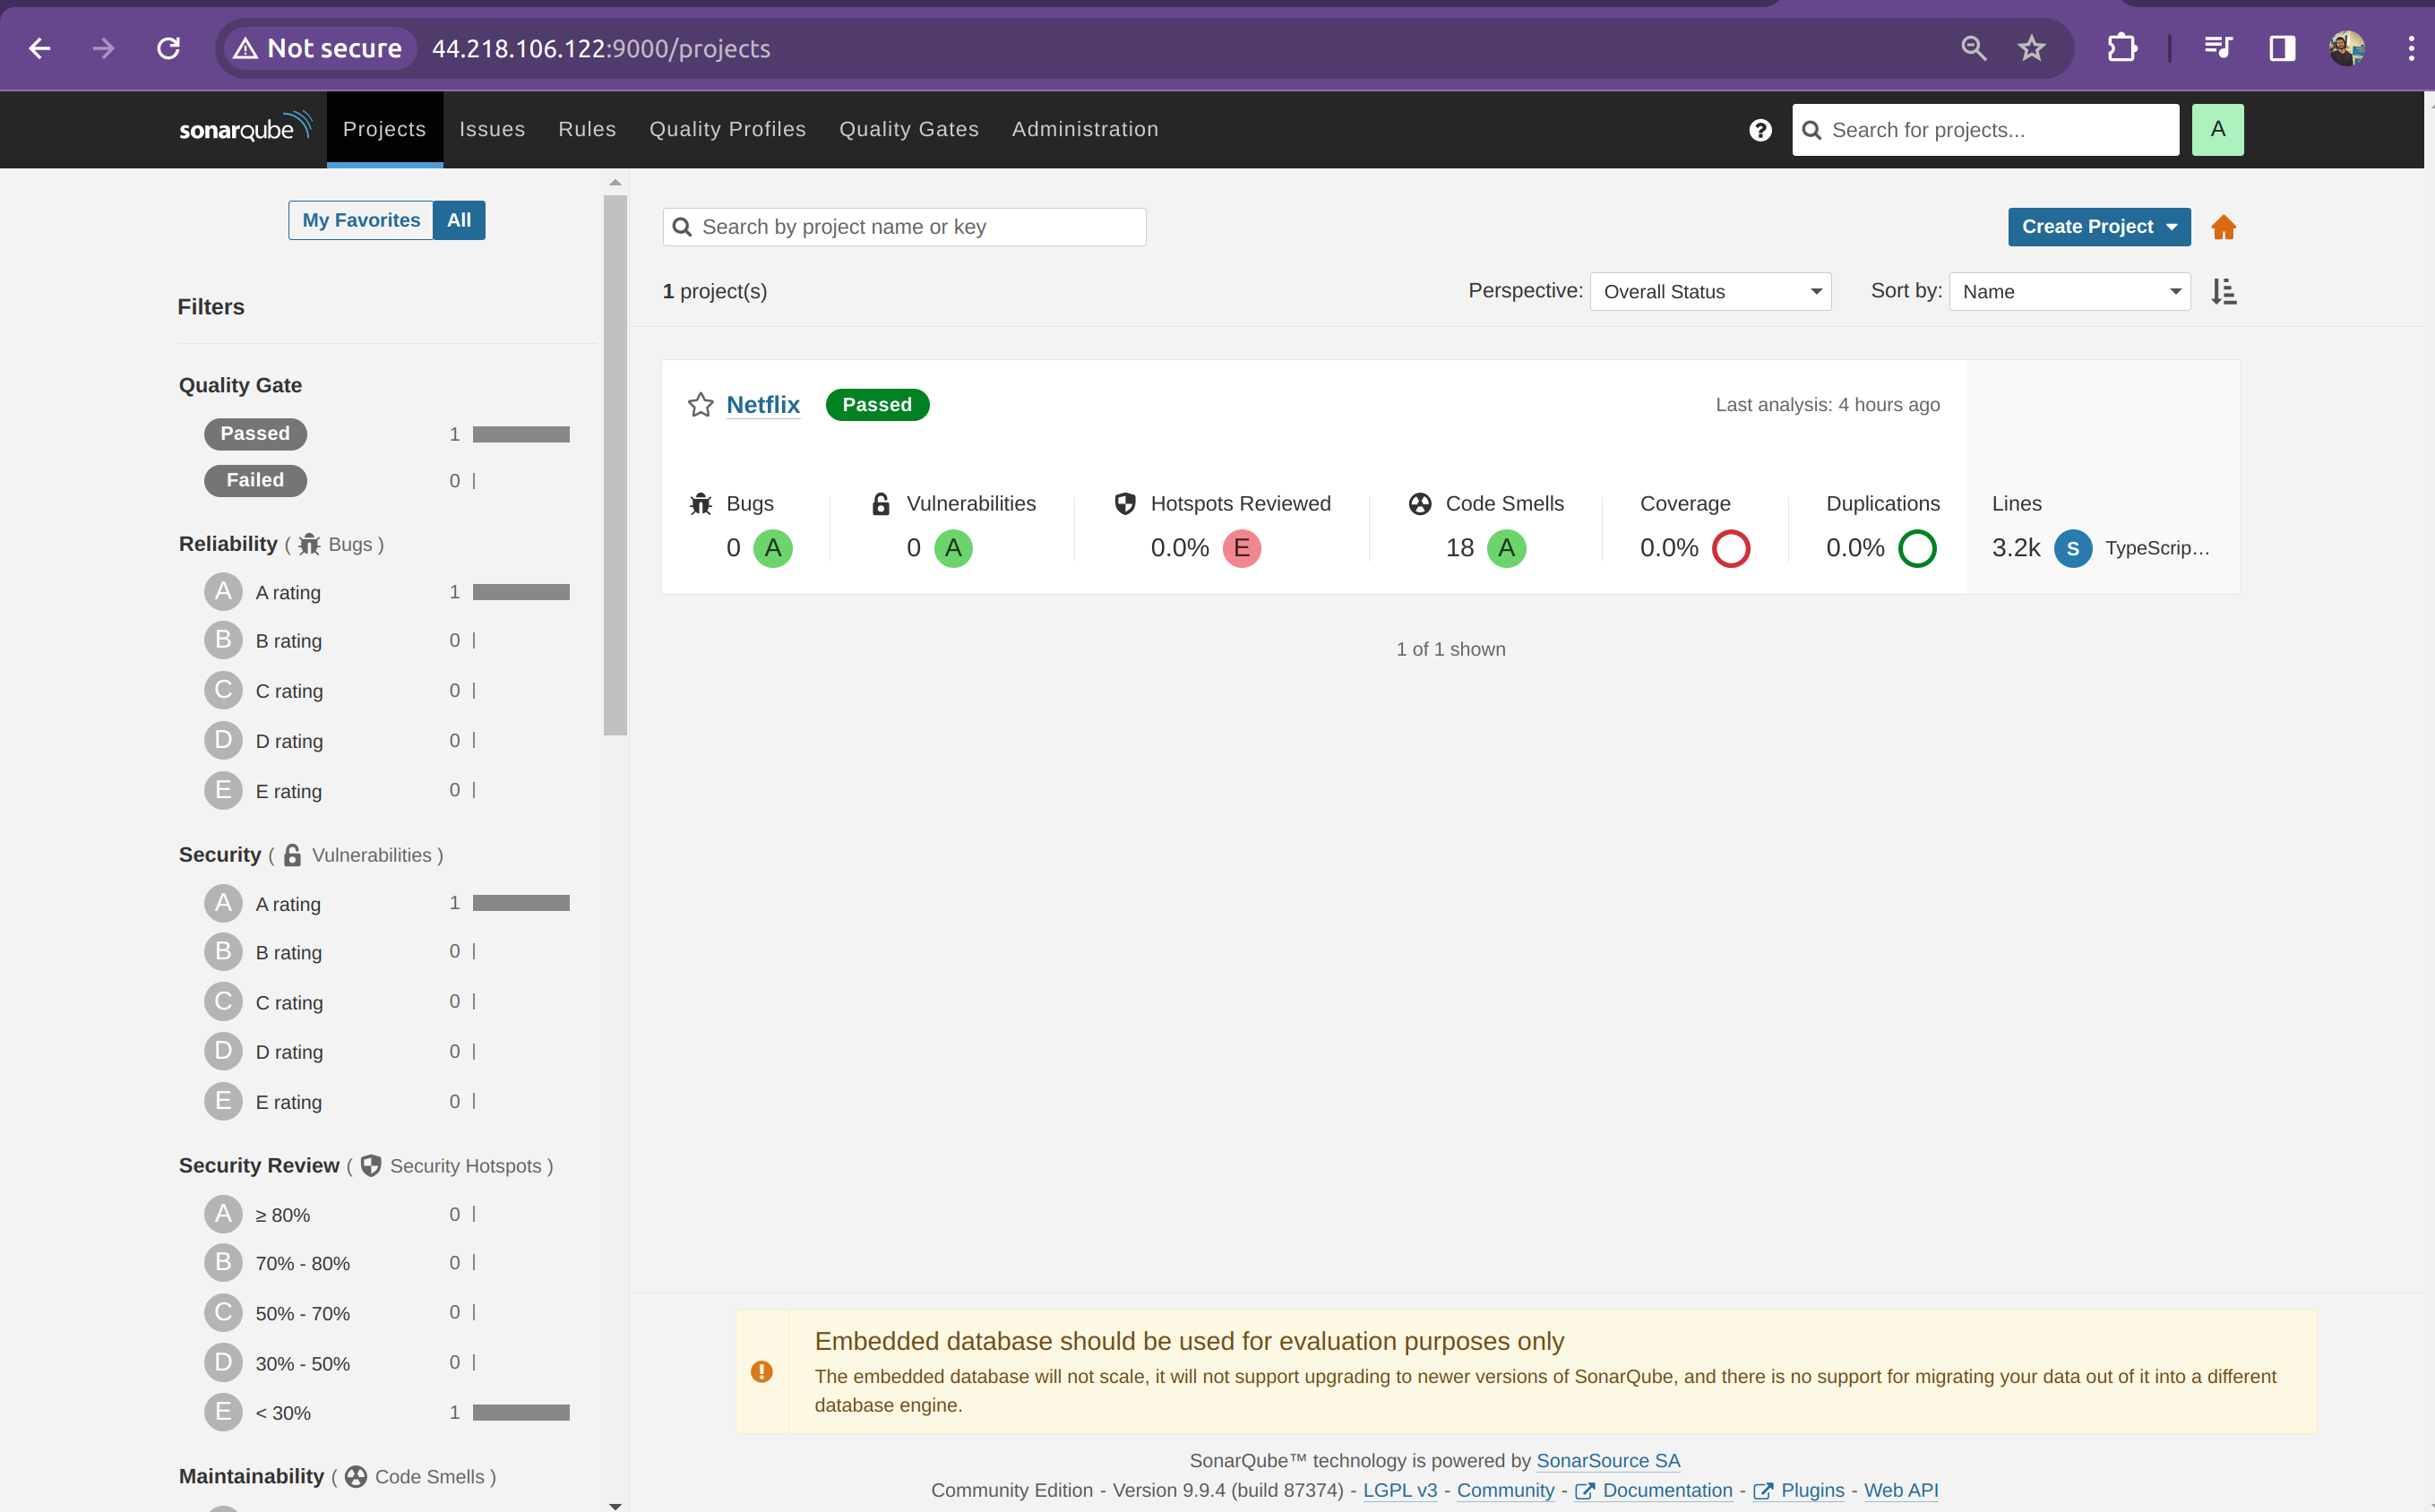 Not secure 44.218.106.122:9000/projects
sonarqube Projects Issues Rules Quality Profiles Quality Gates Administration Search for projects... A
My Favorites All
Search by project name or key
Create Project
1 project(s)
Perspective: Overall Status
Sort by: Name
Filters
Quality Gate
Passed 1
Failed 0
Reliability ( Bugs )
A A rating 1
B B rating 0
C C rating 0
D D rating 0
E E rating 0
Security ( Vulnerabilities )
A A rating 1
B B rating 0
C C rating 0
D D rating 0
E E rating 0
Security Review ( Security Hotspots )
A ≥ 80% 0
B 70% - 80% 0
C 50% - 70% 0
D 30% - 50% 0
E < 30% 1
Maintainability ( Code Smells )
Netflix Passed Last analysis: 4 hours ago
Bugs Vulnerabilities Hotspots Reviewed Code Smells Coverage Duplications Lines
0 A 0 A 0.0% E 18 A 0.0% 0.0% 3.2k S TypeScrip...
1 of 1 shown
Embedded database should be used for evaluation purposes only
The embedded database will not scale, it will not support upgrading to newer versions of SonarQube, and there is no support for migrating your data out of it into a different
database engine.
SonarQube™ technology is powered by SonarSource SA
Community Edition - Version 9.9.4 (build 87374) - LGPL v3 - Community - Documentation - Plugins - Web API